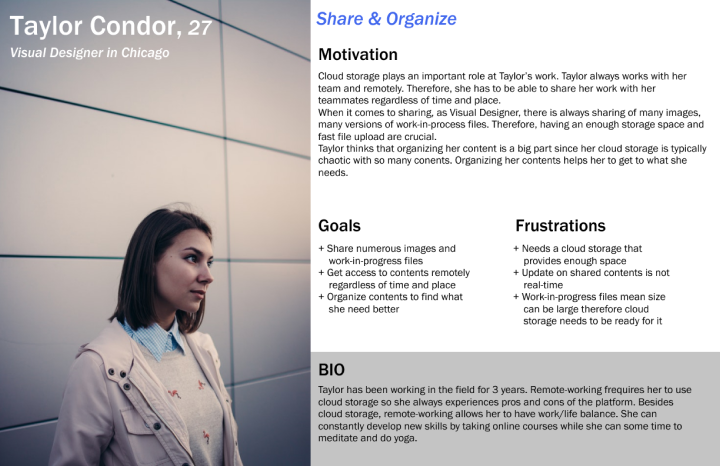 Taylor Condor, 27
Visual Designer in Chicago
Share & Organize
Motivation
Cloud storage plays an important role at Taylor's work. Taylor always works with her
team and remotely. Therefore, she has to be able to share her work with her
teammates regardless of time and place.
When it comes to sharing, as Visual Designer, there is always sharing of many images,
many versions of work-in-process files. Therefore, having an enough storage space and
fast file upload are crucial.
Taylor thinks that organizing her content is a big part since her cloud storage is typically
chaotic with so many conents. Organizing her contents helps her to get to what she
needs.
Goals
+ Share numerous images and
work-in-progress files
+ Get access to contents remotely
regardless of time and place
+ Organize contents to find what
she need better
Frustrations
+ Needs a cloud storage that
provides enough space
+ Update on shared contents is not
real-time
+ Work-in-progress files mean size
can be large therefore cloud
storage needs to be ready for it
BIO
Taylor has been working in the field for 3 years. Remote-working frequires her to use
cloud storage so she always experiences pros and cons of the platform. Besides
cloud storage, remote-working allows her to have work/life balance. She can
constantly develop new skills by taking online courses while she can some time to
meditate and do yoga.